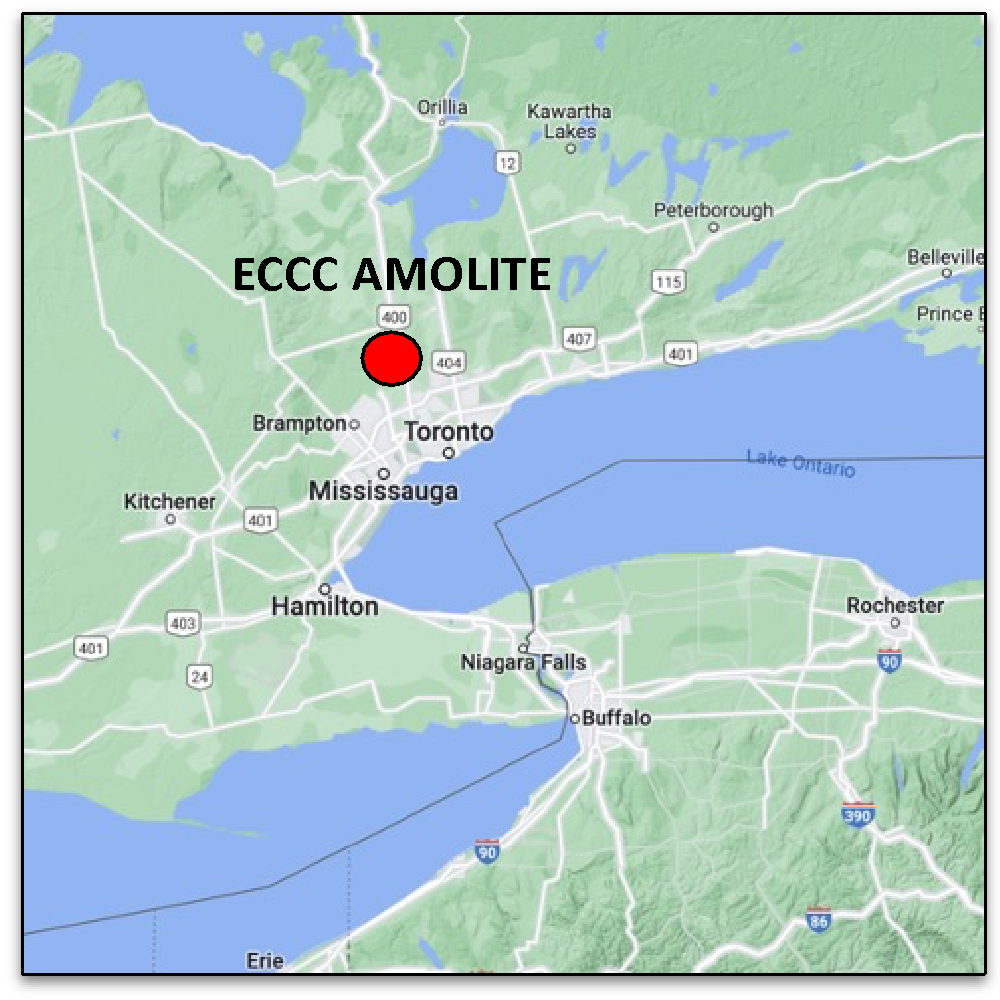 Orillia
Kawartha
Lakes
12
Peterborough
Belleville
ECCC AMOLITE
115
Prince E
400
407
401
404
Brampton
Toronto
Lake Ontario
Mississauga
Kitchener
401
Hamilton
Rochester
403
401
Niagara Falls
90
24
Buffalo
390
90
86
Erie